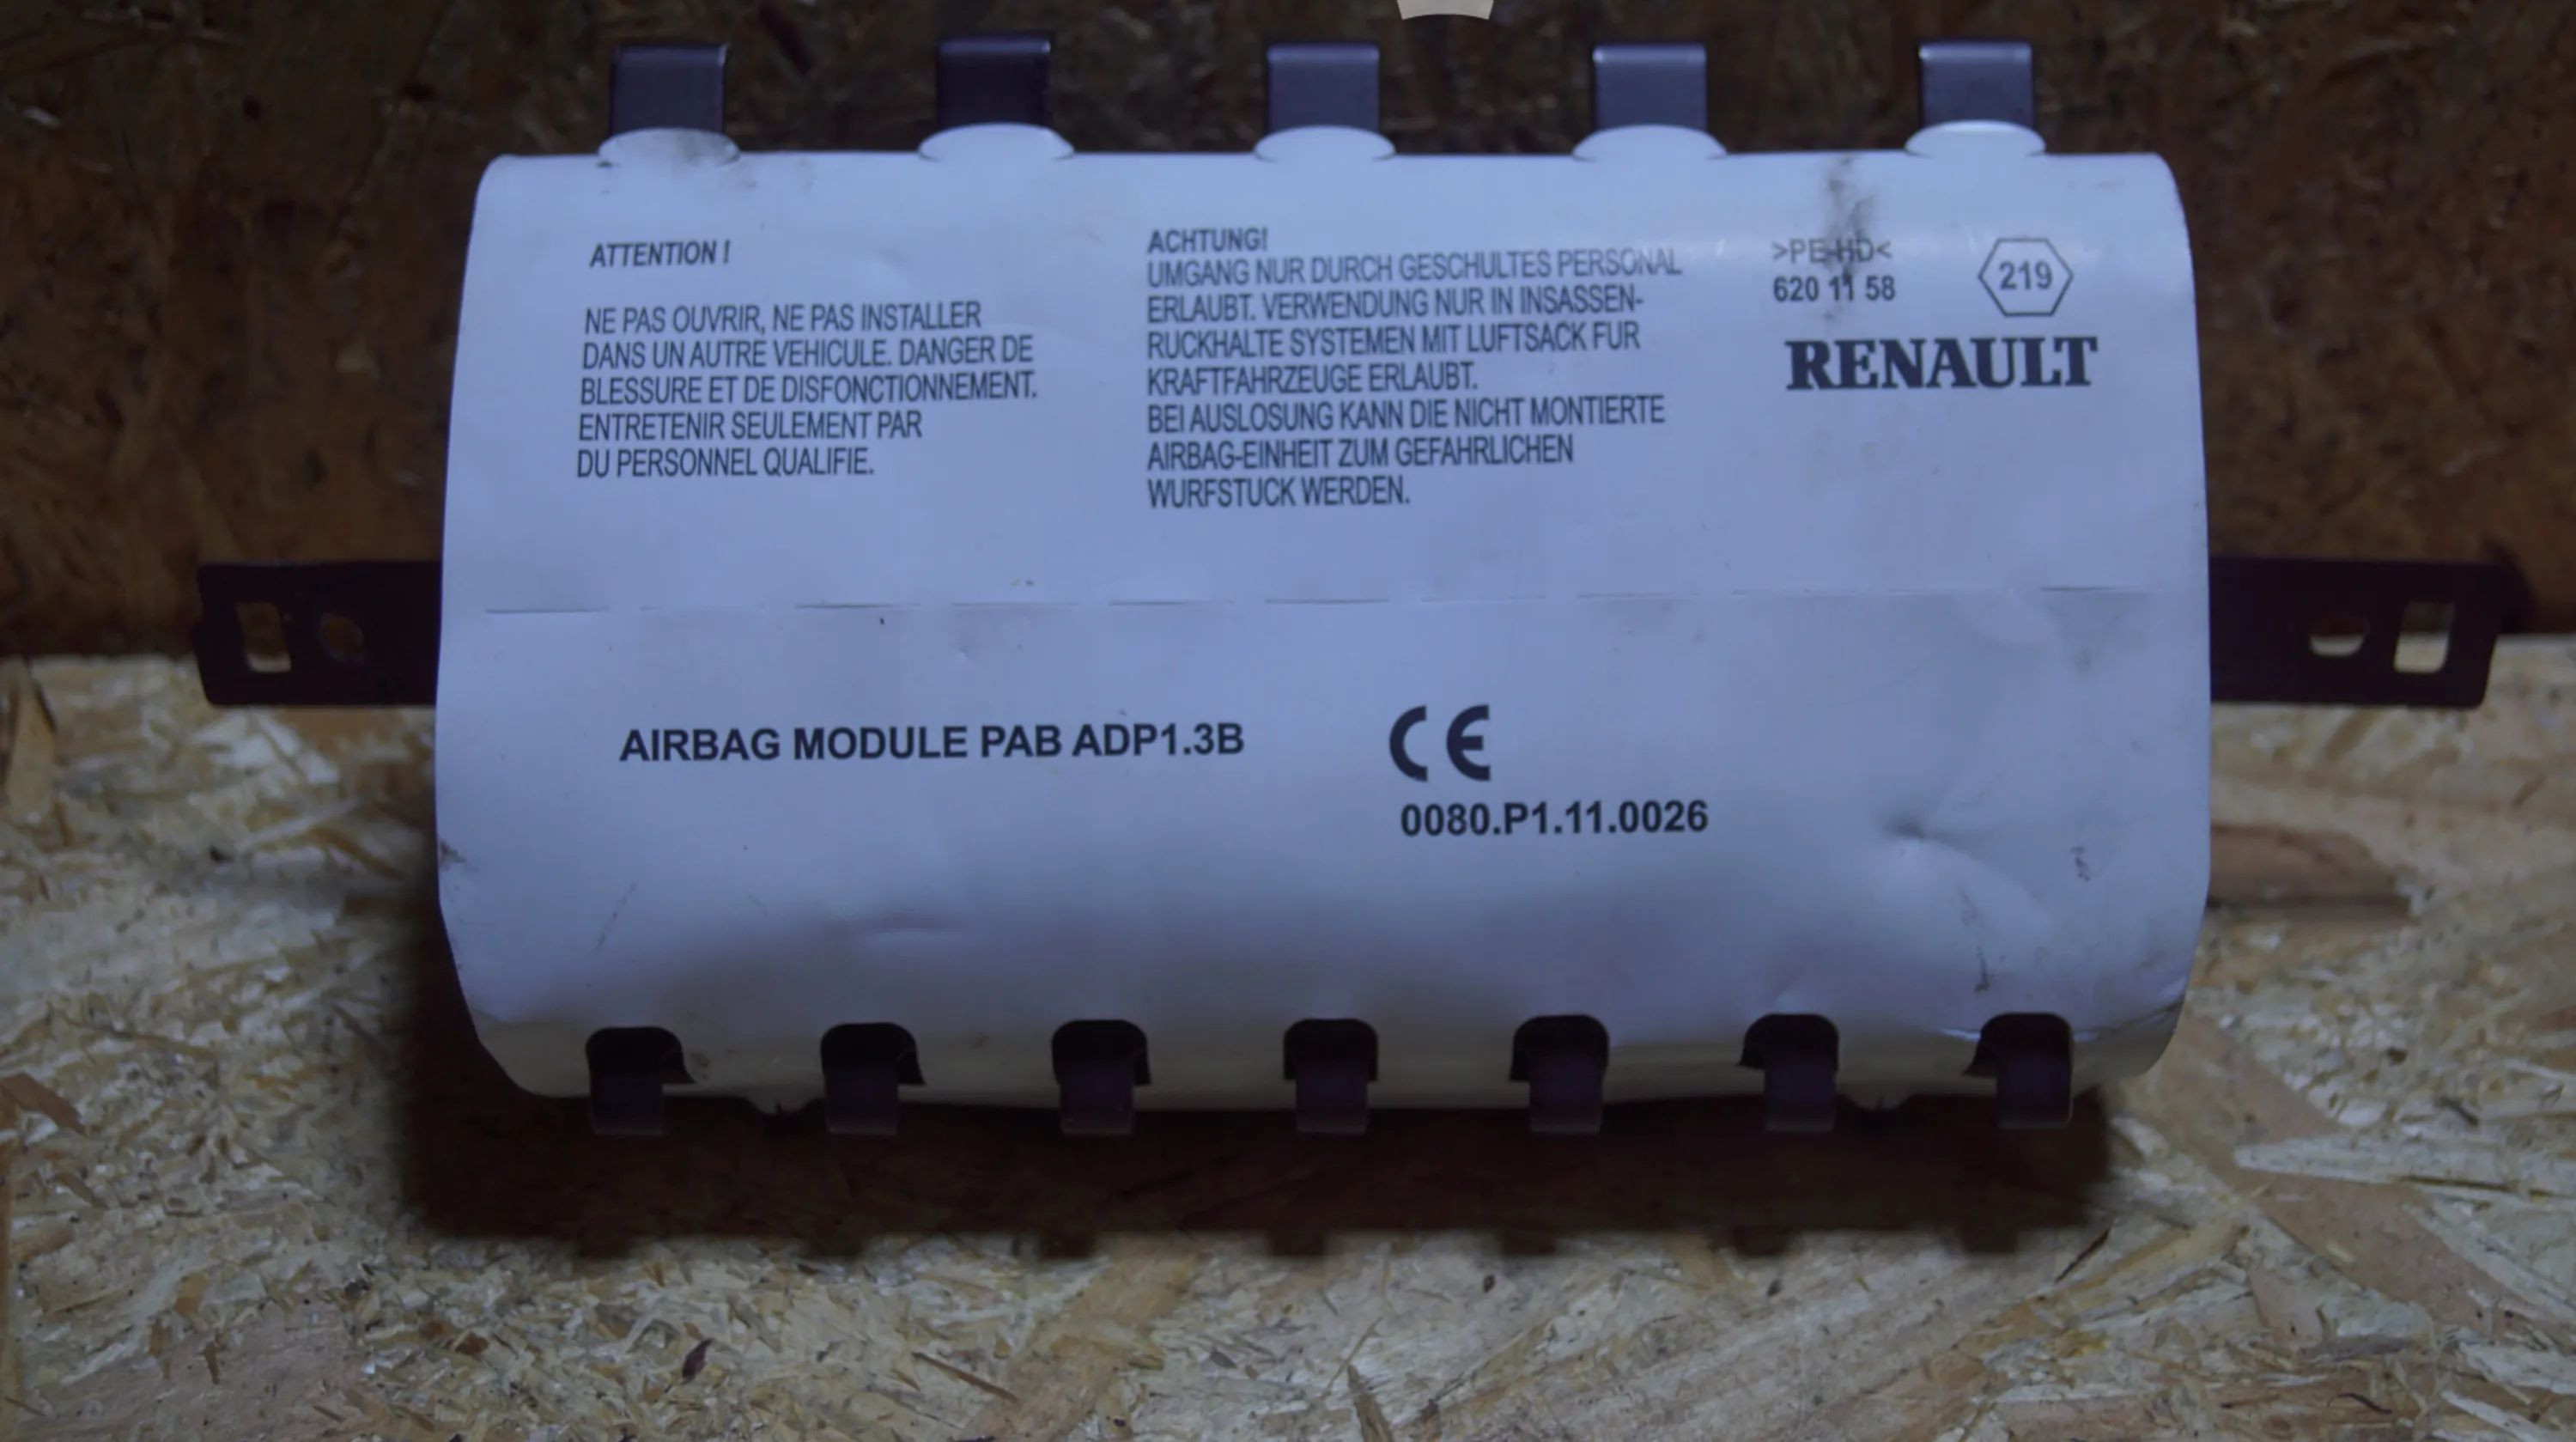 ATTENTION !
NE PAS OUVRIR, NE PAS INSTALLER
DANS UN AUTRE VEHICULE. DANGER DE
BLESSURE ET DE DISFONCTIONNEMENT.
ENTRETENIR SEULEMENT PAR
DU PERSONNEL QUALIFIE.
ACHTUNG!
UMGANG NUR DURCH GESCHULTES PERSONAL
ERLAUBT. VERWENDUNG NUR IN INSASSEN-
RUCKHALTE SYSTEMEN MIT LUFTSACK FUR
KRAFTFAHRZEUGE ERLAUBT.
BEI AUSLOSUNG KANN DIE NICHT MONTIERTE
AIRBAG-EINHEIT ZUM GEFAHRLICHEN
WURFSTUCK WERDEN.
>PE-HD<
620 11 58
219
RENAULT
AIRBAG MODULE PAB ADP1.3B
CE
0080.P1.11.0026